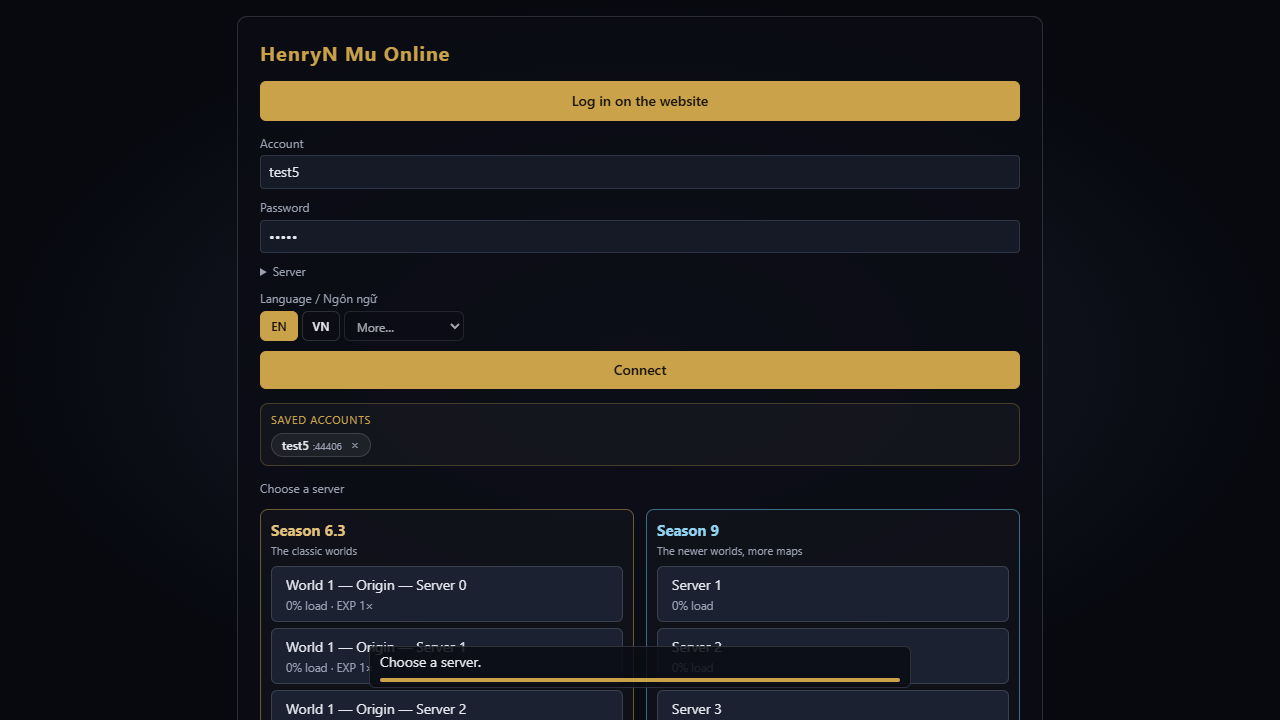 HenryN Mu Online
Log in on the website
Account
test5
Password
•••••
Server
Language / Ngôn ngữ
EN VN More...
Connect
SAVED ACCOUNTS
test5 :44406 ×
Choose a server
Season 6.3
The classic worlds
World 1 — Origin — Server 0
0% load · EXP 1×
World 1 — Origin — Server 1
0% load · EXP 1×
World 1 — Origin — Server 2
Season 9
The newer worlds, more maps
Server 1
0% load
Server 2
0% load
Server 3
Choose a server.